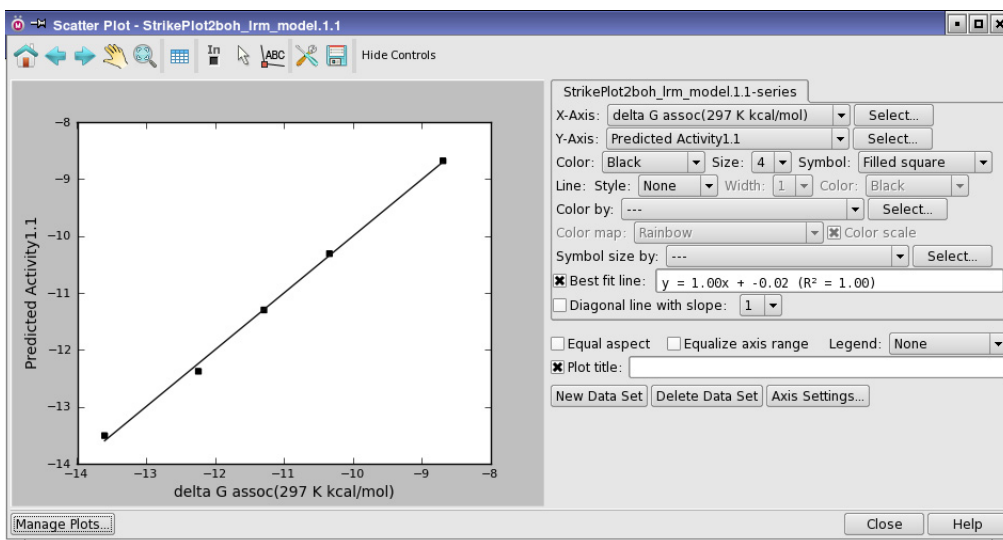 Scatter Plot - StrikePlot2boh_lrm_model.1.1
In
ABC
Hide Controls
−8
−9
−10
−11
−12
−13
−14
Predicted Activity1.1
−14 −13 −12 −11 −10 −9 −8
delta G assoc(297 K kcal/mol)
StrikePlot2boh_lrm_model.1.1-series
X-Axis: delta G assoc(297 K kcal/mol) Select...
Y-Axis: Predicted Activity1.1 Select...
Color: Black Size: 4 Symbol: Filled square
Line: Style: None Width: 1 Color: Black
Color by: --- Select...
Color map: Rainbow Color scale
Symbol size by: --- Select...
Best fit line: y = 1.00x + -0.02 (R² = 1.00)
Diagonal line with slope: 1
Equal aspect Equalize axis range Legend: None
Plot title:
New Data Set Delete Data Set Axis Settings...
Manage Plots... Close Help